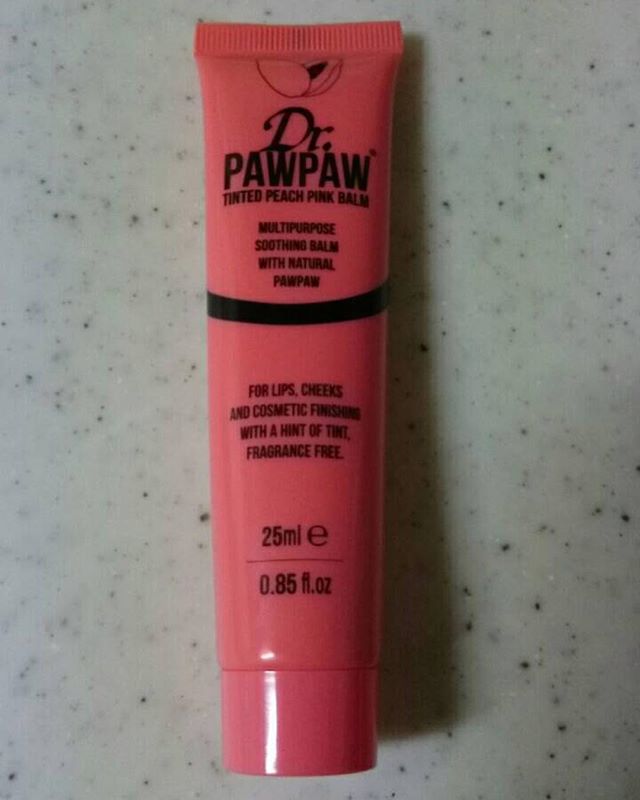 Dr.
PAWPAW®
TINTED PEACH PINK BALM
MULTIPURPOSE
SOOTHING BALM
WITH NATURAL
PAWPAW
FOR LIPS, CHEEKS
AND COSMETIC FINISHING
WITH A HINT OF TINT,
FRAGRANCE FREE.
25ml ℮
0.85 fl.oz